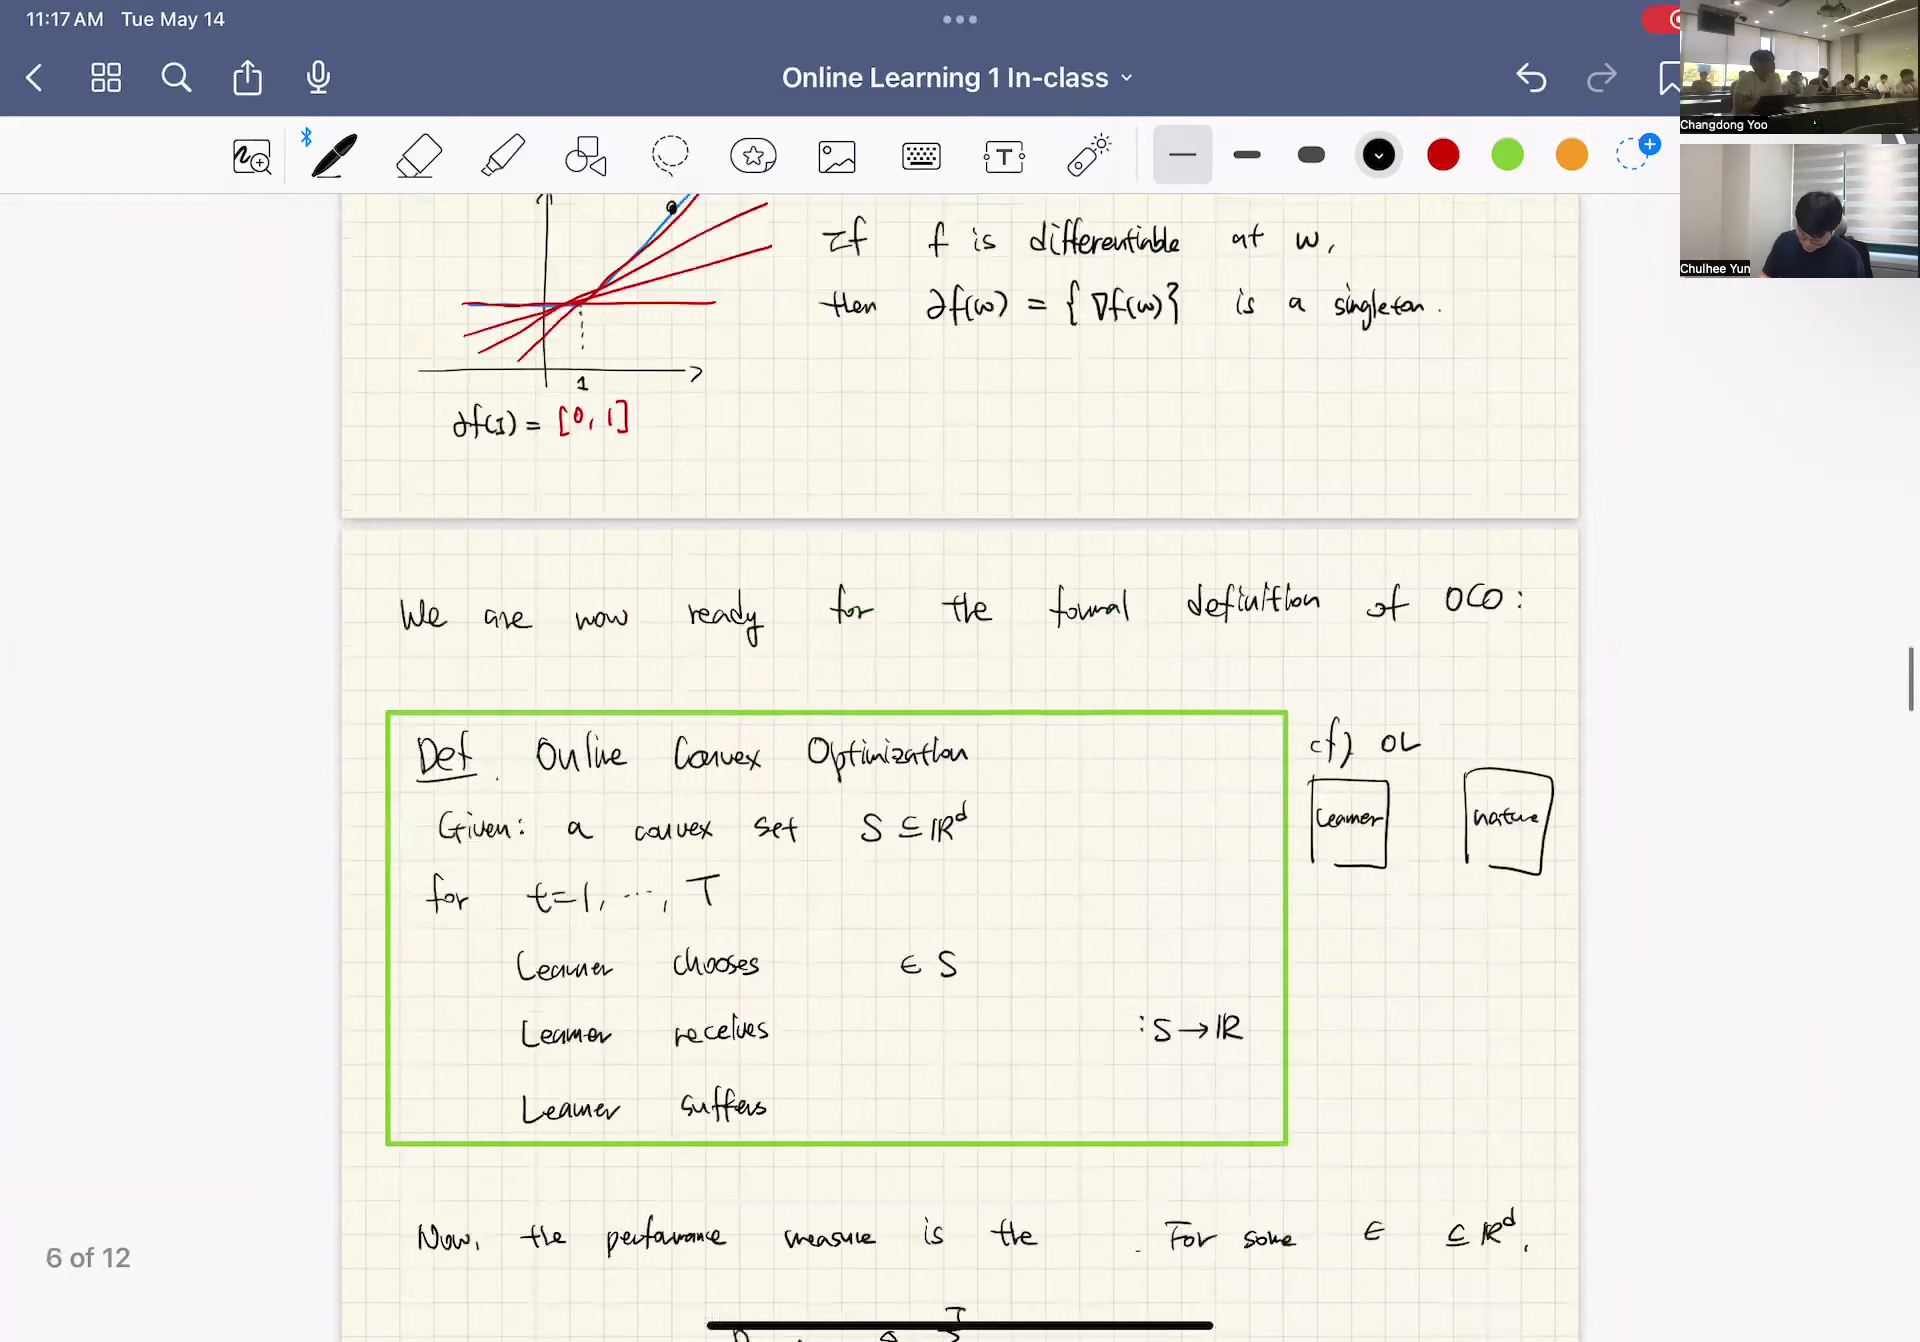 11:17 AM Tue May 14
Online Learning 1 In-class
Changdong Yoo
Chulhee Yun
If f is differentiable at w,
then ∂f(w) = { ∇f(w)} is a singleton.
1
∂f(1) = [0, 1]
We are now ready for the formal definition of OCO:
Def. Online Convex Optimization
cf) OL
Given: a convex set S ⊆ ℝᵈ
Learner
nature
for t=1, ..., T
Learner chooses ∈ S
Learner receives : S → ℝ
Learner suffers
Now, the performance measure is the . For some ∈ ⊆ ℝᵈ,
6 of 12